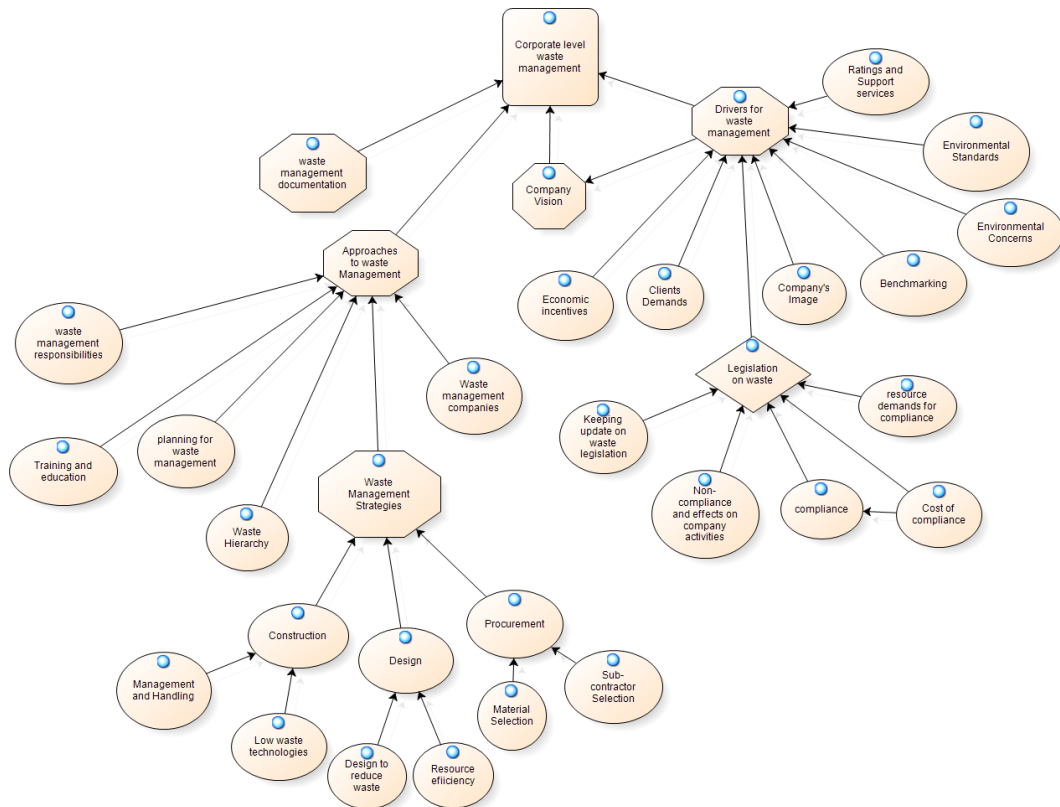 Corporate level
waste
management
Ratings and
Support
services
Drivers for
waste
management
Environmental
Standards
waste
management
documentation
Company
Vision
Environmental
Concerns
Approaches
to waste
Management
Economic
incentives
Clients
Demands
Company's
Image
Benchmarking
waste
management
responsibilities
Waste
management
companies
Legislation
on waste
resource
demands for
compliance
Keeping
update on
waste
legislation
Training and
education
planning for
waste
management
Waste
Hierarchy
Waste
Management
Strategies
Non-
compliance
and effects on
company
activities
compliance
Cost of
compliance
Construction
Design
Procurement
Management
and Handling
Low waste
technologies
Design to
reduce
waste
Resource
efiiciency
Material
Selection
Sub-
contractor
Selection